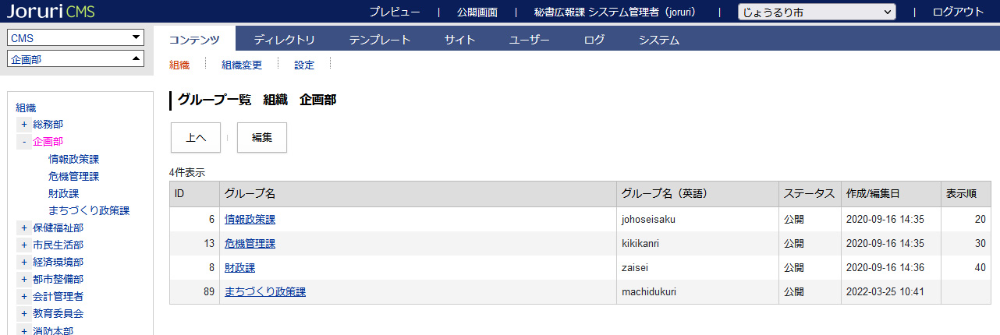 Joruri CMS プレビュー | 公開画面 | 秘書広報課 システム管理者（joruri） | じょうるり市 | ログアウト
CMS
企画部
コンテンツ ディレクトリ テンプレート サイト ユーザー ログ システム
組織 組織変更 設定
組織
+ 総務部
- 企画部
情報政策課
危機管理課
財政課
まちづくり政策課
+ 保健福祉部
+ 市民生活部
+ 経済環境部
+ 都市整備部
+ 会計管理者
+ 教育委員会
+ 消防本部
グループ一覧 組織 企画部
上へ | 編集
4件表示
ID グループ名 グループ名（英語） ステータス 作成/編集日 表示順
6 情報政策課 johoseisaku 公開 2020-09-16 14:35 20
13 危機管理課 kikikanri 公開 2020-09-16 14:35 30
8 財政課 zaisei 公開 2020-09-16 14:36 40
89 まちづくり政策課 machidukuri 公開 2022-03-25 10:41